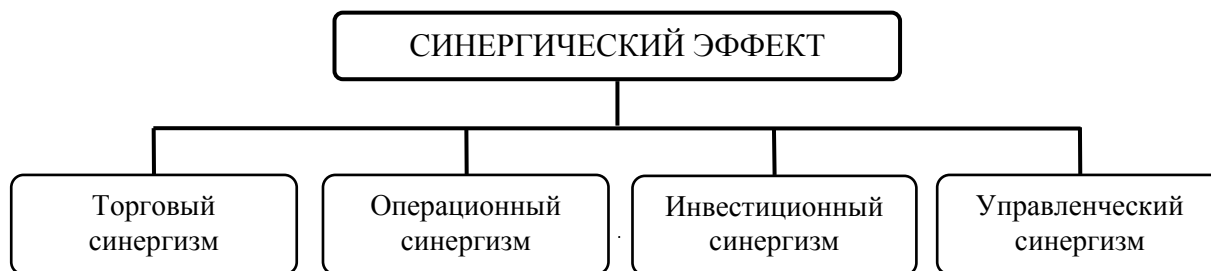 СИНЕРГИЧЕСКИЙ ЭФФЕКТ
Торговый
синергизм
Операционный
синергизм
Инвестиционный
синергизм
Управленческий
синергизм